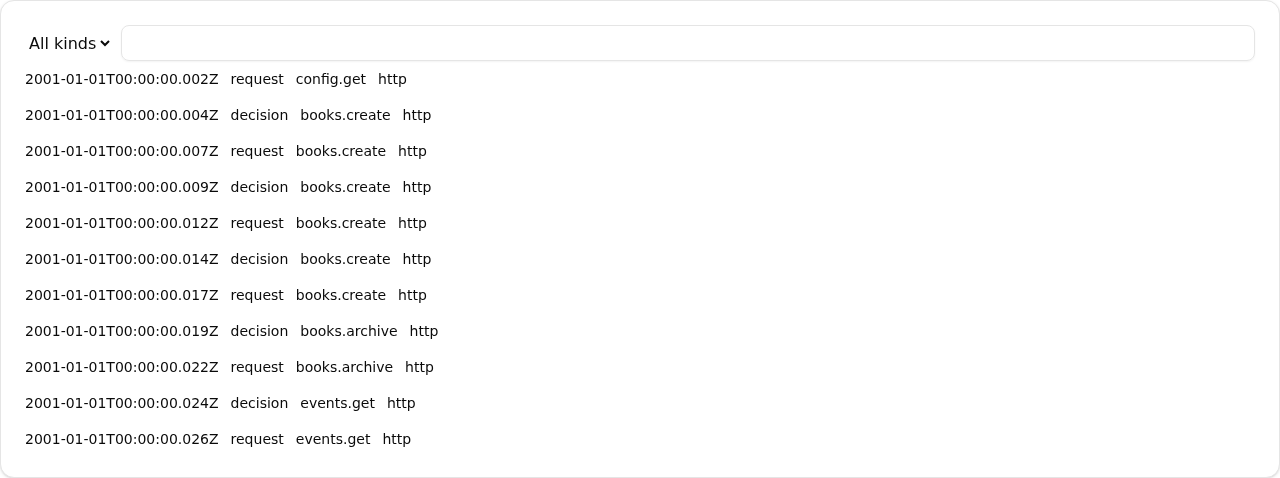 All kinds
2001-01-01T00:00:00.002Z request config.get http
2001-01-01T00:00:00.004Z decision books.create http
2001-01-01T00:00:00.007Z request books.create http
2001-01-01T00:00:00.009Z decision books.create http
2001-01-01T00:00:00.012Z request books.create http
2001-01-01T00:00:00.014Z decision books.create http
2001-01-01T00:00:00.017Z request books.create http
2001-01-01T00:00:00.019Z decision books.archive http
2001-01-01T00:00:00.022Z request books.archive http
2001-01-01T00:00:00.024Z decision events.get http
2001-01-01T00:00:00.026Z request events.get http